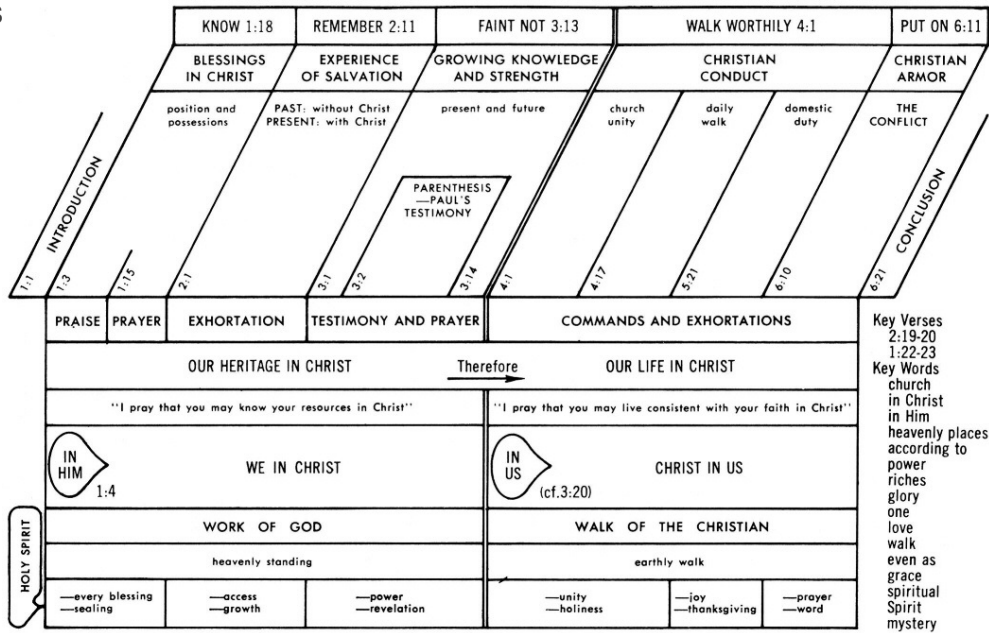 S
KNOW 1:18
REMEMBER 2:11
FAINT NOT 3:13
WALK WORTHILY 4:1
PUT ON 6:11
BLESSINGS
IN CHRIST
EXPERIENCE
OF SALVATION
GROWING KNOWLEDGE
AND STRENGTH
CHRISTIAN
CONDUCT
CHRISTIAN
ARMOR
position and
possessions
PAST: without Christ
PRESENT: with Christ
present and future
church
unity
daily
walk
domestic
duty
THE
CONFLICT
PARENTHESIS
—PAUL'S
TESTIMONY
INTRODUCTION
CONCLUSION
1:1
1:3
1:15
2:1
3:1
3:2
3:14
4:1
4:17
5:21
6:10
6:21
PRAISE
PRAYER
EXHORTATION
TESTIMONY AND PRAYER
COMMANDS AND EXHORTATIONS
OUR HERITAGE IN CHRIST
Therefore
OUR LIFE IN CHRIST
"I pray that you may know your resources in Christ"
"I pray that you may live consistent with your faith in Christ"
IN
HIM
1:4
WE IN CHRIST
IN
US
(cf.3:20)
CHRIST IN US
WORK OF GOD
WALK OF THE CHRISTIAN
heavenly standing
earthly walk
HOLY SPIRIT
—every blessing
—sealing
—access
—growth
—power
—revelation
—unity
—holiness
—joy
—thanksgiving
—prayer
—word
Key Verses
2:19-20
1:22-23
Key Words
church
in Christ
in Him
heavenly places
according to
power
riches
glory
one
love
walk
even as
grace
spiritual
Spirit
mystery